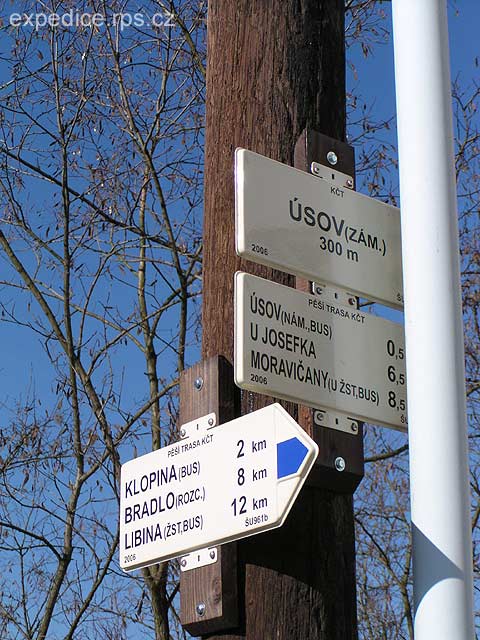 expedice.rps.cz
KČT
ÚSOV(ZÁM.)
300 m
2006
PĚŠÍ TRASA KČT
ÚSOV(NÁM.,BUS) 0,5
U JOSEFKA 6,5
MORAVIČANY(U ŽST,BUS) 8,5
2006
PĚŠÍ TRASA KČT
KLOPINA(BUS) 2 km
BRADLO(ROZC.) 8 km
LIBINA(ŽST,BUS) 12 km
2006 ŠU961b